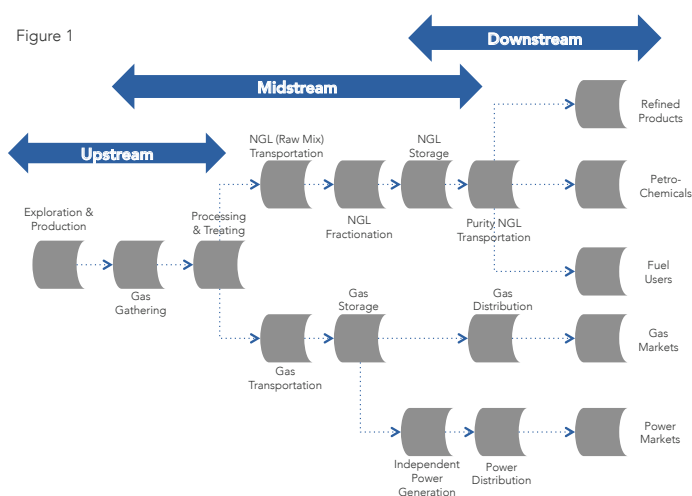 Figure 1
Downstream
Midstream
Upstream
Refined
Products
NGL (Raw Mix)
Transportation
NGL
Storage
Petro-
Chemicals
Exploration &
Production
Processing
& Treating
NGL
Fractionation
Purity NGL
Transportation
Fuel
Users
Gas
Gathering
Gas
Storage
Gas
Distribution
Gas
Markets
Gas
Transportation
Power
Markets
Independent
Power
Generation
Power
Distribution